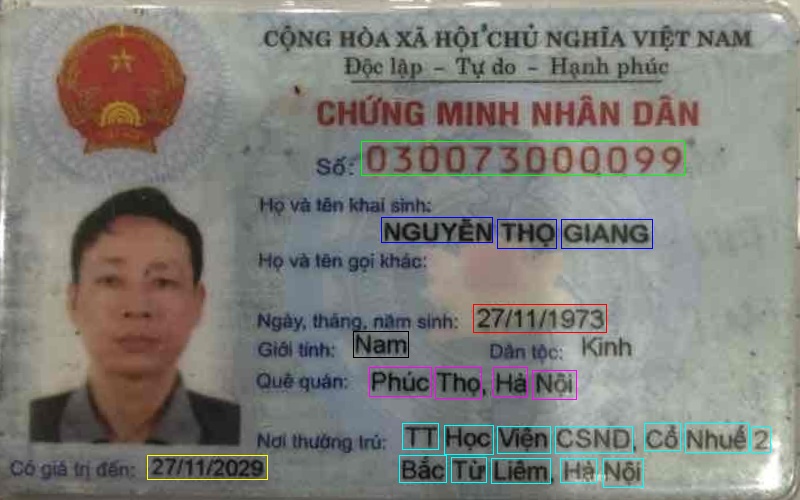 CỘNG HÒA XÃ HỘI CHỦ NGHĨA VIỆT NAM
Độc lập - Tự do - Hạnh phúc
CHỨNG MINH NHÂN DÂN
Số: 030073000099
Họ và tên khai sinh:
NGUYỄN THỌ GIANG
Họ và tên gọi khác:
Ngày, tháng, năm sinh: 27/11/1973
Giới tính: Nam Dân tộc: Kinh
Quê quán: Phúc Thọ, Hà Nội
Nơi thường trú: TT Học Viện CSND, Cổ Nhuế 2
Bắc Từ Liêm, Hà Nội
Có giá trị đến: 27/11/2029